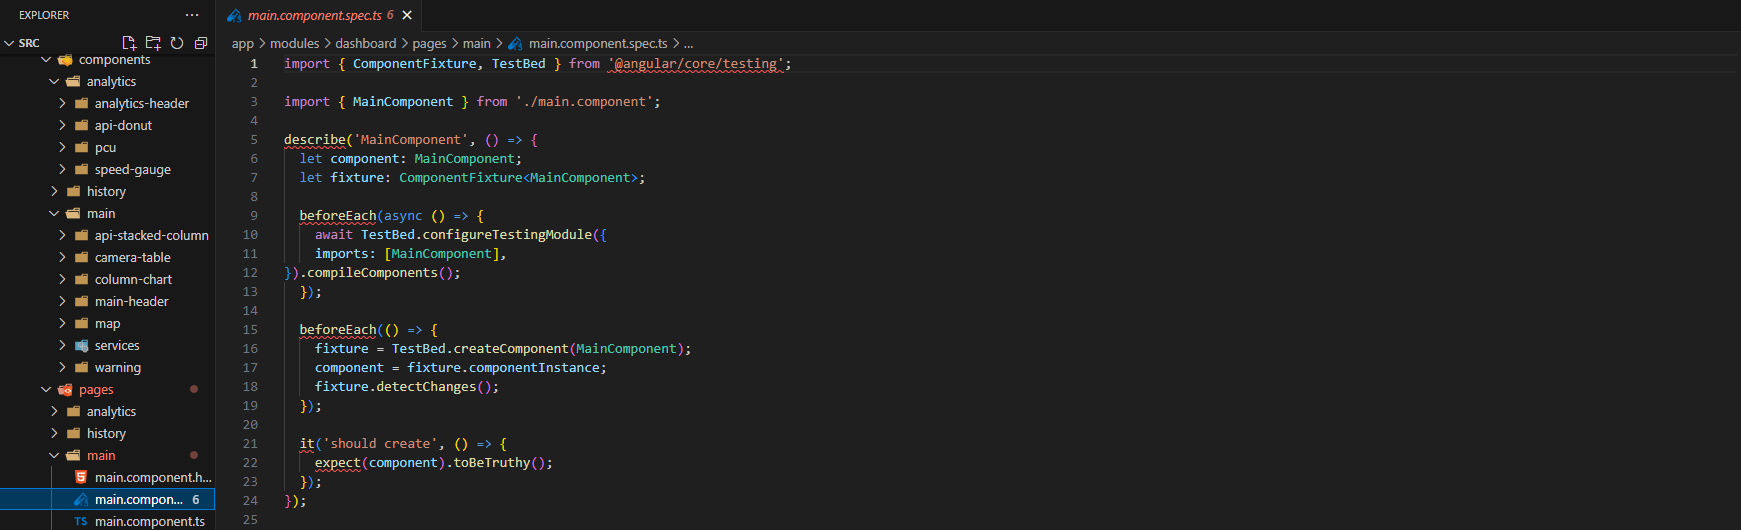 EXPLORER
...
main.component.spec.ts 6
SRC
app > modules > dashboard > pages > main > main.component.spec.ts > ...
components
analytics
analytics-header
api-donut
pcu
speed-gauge
history
main
api-stacked-column
camera-table
column-chart
main-header
map
services
warning
pages
analytics
history
main
main.component.h...
main.compon... 6
TS main.component.ts
1 import { ComponentFixture, TestBed } from '@angular/core/testing';
2
3 import { MainComponent } from './main.component';
4
5 describe('MainComponent', () => {
6   let component: MainComponent;
7   let fixture: ComponentFixture<MainComponent>;
8
9   beforeEach(async () => {
10     await TestBed.configureTestingModule({
11     imports: [MainComponent],
12 }).compileComponents();
13   });
14
15   beforeEach(() => {
16     fixture = TestBed.createComponent(MainComponent);
17     component = fixture.componentInstance;
18     fixture.detectChanges();
19   });
20
21   it('should create', () => {
22     expect(component).toBeTruthy();
23   });
24 });
25